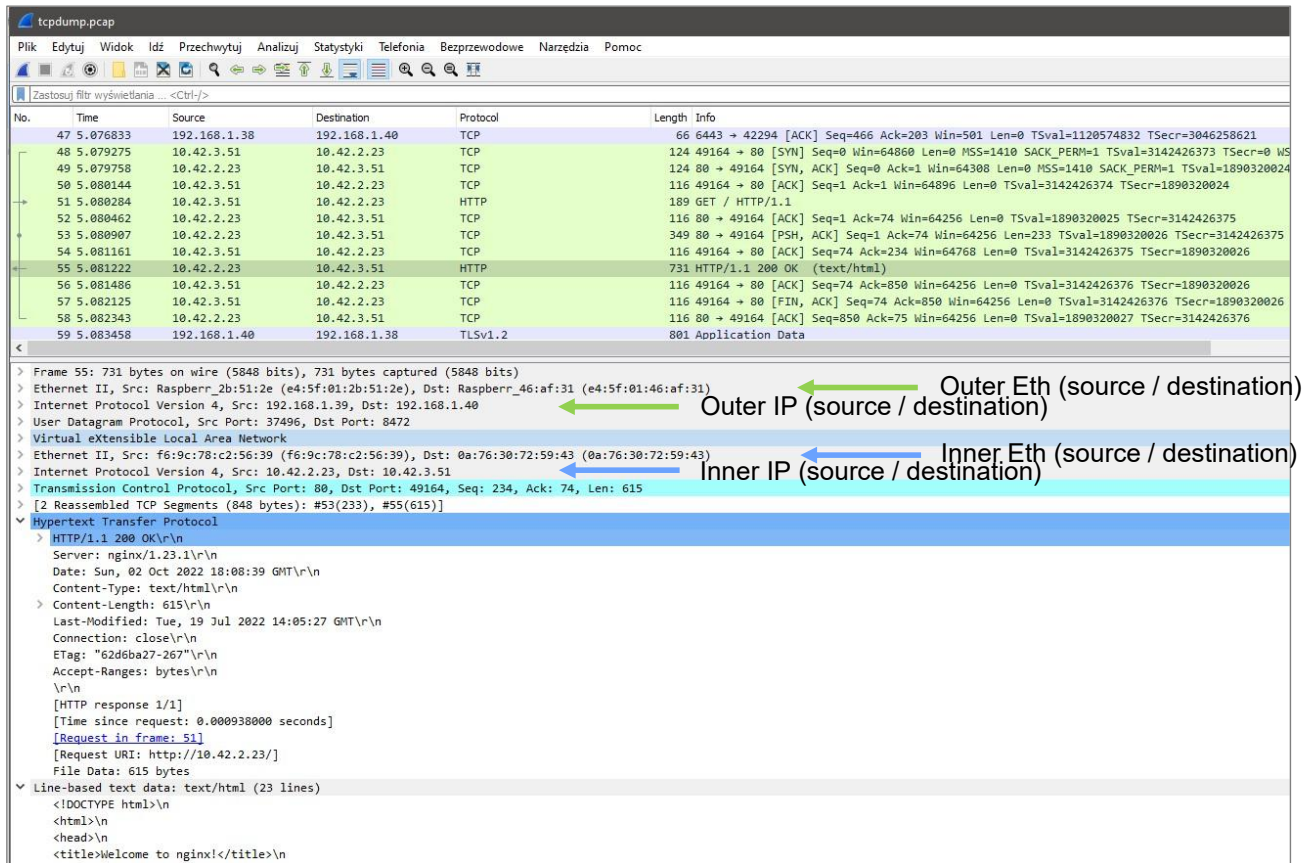 tcpdump.pcap
Plik Edytuj Widok Idź Przechwytuj Analizuj Statystyki Telefonia Bezprzewodowe Narzędzia Pomoc
Zastosuj filtr wyświetlania ... <Ctrl-/>
No. Time Source Destination Protocol Length Info
47 5.076833 192.168.1.38 192.168.1.40 TCP 66 6443 → 42294 [ACK] Seq=466 Ack=203 Win=501 Len=0 TSval=1120574832 TSecr=3046258621
48 5.079275 10.42.3.51 10.42.2.23 TCP 124 49164 → 80 [SYN] Seq=0 Win=64860 Len=0 MSS=1410 SACK_PERM=1 TSval=3142426373 TSecr=0 WS
49 5.079758 10.42.2.23 10.42.3.51 TCP 124 80 → 49164 [SYN, ACK] Seq=0 Ack=1 Win=64308 Len=0 MSS=1410 SACK_PERM=1 TSval=1890320024
50 5.080144 10.42.3.51 10.42.2.23 TCP 116 49164 → 80 [ACK] Seq=1 Ack=1 Win=64896 Len=0 TSval=3142426374 TSecr=1890320024
51 5.080284 10.42.3.51 10.42.2.23 HTTP 189 GET / HTTP/1.1
52 5.080462 10.42.2.23 10.42.3.51 TCP 116 80 → 49164 [ACK] Seq=1 Ack=74 Win=64256 Len=0 TSval=1890320025 TSecr=3142426375
53 5.080907 10.42.2.23 10.42.3.51 TCP 349 80 → 49164 [PSH, ACK] Seq=1 Ack=74 Win=64256 Len=233 TSval=1890320026 TSecr=3142426375
54 5.081161 10.42.3.51 10.42.2.23 TCP 116 49164 → 80 [ACK] Seq=74 Ack=234 Win=64768 Len=0 TSval=3142426375 TSecr=1890320026
55 5.081222 10.42.2.23 10.42.3.51 HTTP 731 HTTP/1.1 200 OK (text/html)
56 5.081486 10.42.3.51 10.42.2.23 TCP 116 49164 → 80 [ACK] Seq=74 Ack=850 Win=64256 Len=0 TSval=3142426376 TSecr=1890320026
57 5.082125 10.42.3.51 10.42.2.23 TCP 116 49164 → 80 [FIN, ACK] Seq=74 Ack=850 Win=64256 Len=0 TSval=3142426376 TSecr=1890320026
58 5.082343 10.42.2.23 10.42.3.51 TCP 116 80 → 49164 [ACK] Seq=850 Ack=75 Win=64256 Len=0 TSval=1890320027 TSecr=3142426376
59 5.083458 192.168.1.40 192.168.1.38 TLSv1.2 801 Application Data
Frame 55: 731 bytes on wire (5848 bits), 731 bytes captured (5848 bits)
Ethernet II, Src: Raspberr_2b:51:2e (e4:5f:01:2b:51:2e), Dst: Raspberr_46:af:31 (e4:5f:01:46:af:31) Outer Eth (source / destination)
Internet Protocol Version 4, Src: 192.168.1.39, Dst: 192.168.1.40 Outer IP (source / destination)
User Datagram Protocol, Src Port: 37496, Dst Port: 8472
Virtual eXtensible Local Area Network
Ethernet II, Src: f6:9c:78:c2:56:39 (f6:9c:78:c2:56:39), Dst: 0a:76:30:72:59:43 (0a:76:30:72:59:43) Inner Eth (source / destination)
Internet Protocol Version 4, Src: 10.42.2.23, Dst: 10.42.3.51 Inner IP (source / destination)
Transmission Control Protocol, Src Port: 80, Dst Port: 49164, Seq: 234, Ack: 74, Len: 615
[2 Reassembled TCP Segments (848 bytes): #53(233), #55(615)]
Hypertext Transfer Protocol
HTTP/1.1 200 OK\r\n
Server: nginx/1.23.1\r\n
Date: Sun, 02 Oct 2022 18:08:39 GMT\r\n
Content-Type: text/html\r\n
Content-Length: 615\r\n
Last-Modified: Tue, 19 Jul 2022 14:05:27 GMT\r\n
Connection: close\r\n
ETag: "62d6ba27-267"\r\n
Accept-Ranges: bytes\r\n
\r\n
[HTTP response 1/1]
[Time since request: 0.000938000 seconds]
[Request in frame: 51]
[Request URI: http://10.42.2.23/]
File Data: 615 bytes
Line-based text data: text/html (23 lines)
<!DOCTYPE html>\n
<html>\n
<head>\n
<title>Welcome to nginx!</title>\n